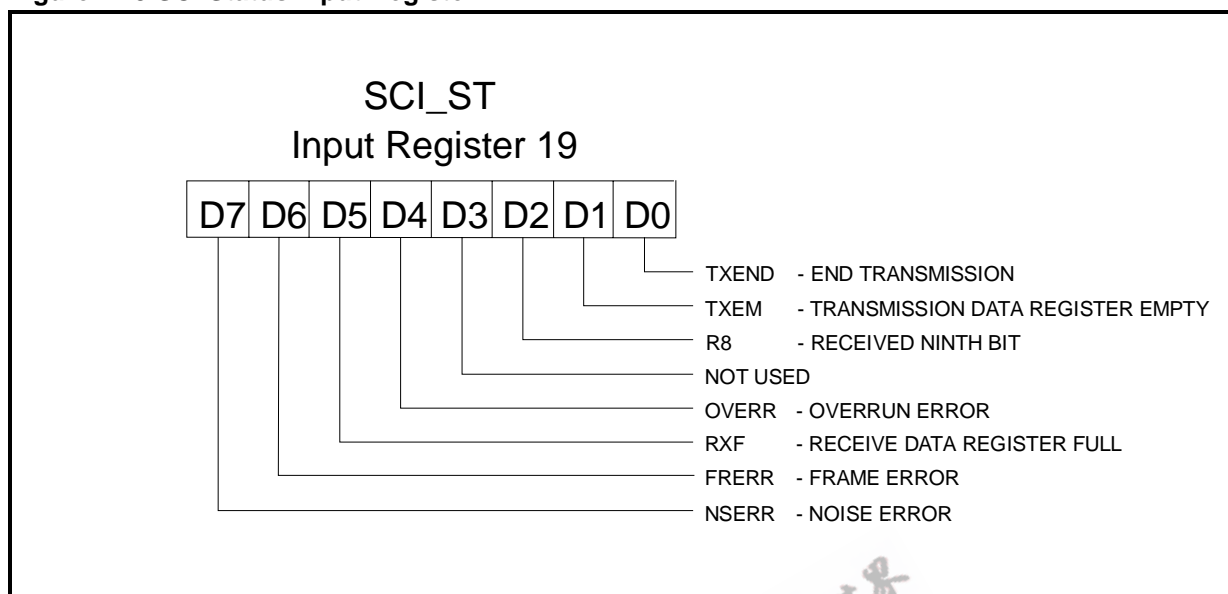 SCI_ST
Input Register 19
D7 D6 D5 D4 D3 D2 D1 D0
TXEND - END TRANSMISSION
TXEM - TRANSMISSION DATA REGISTER EMPTY
R8 - RECEIVED NINTH BIT
NOT USED
OVERR - OVERRUN ERROR
RXF - RECEIVE DATA REGISTER FULL
FRERR - FRAME ERROR
NSERR - NOISE ERROR